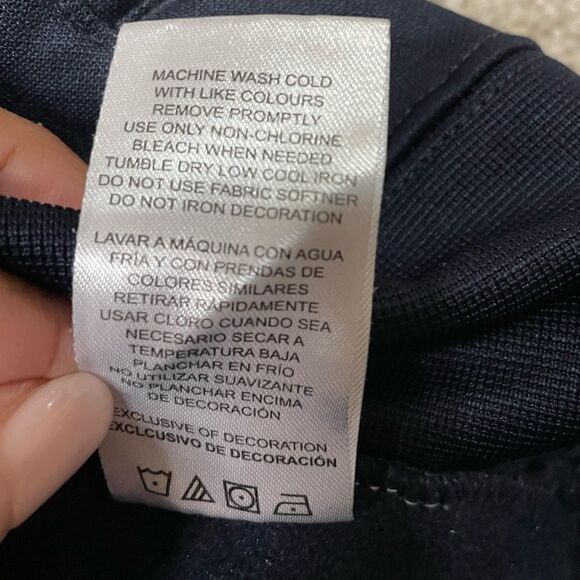 MACHINE WASH COLD
WITH LIKE COLOURS
REMOVE PROMPTLY
USE ONLY NON-CHLORINE
BLEACH WHEN NEEDED
TUMBLE DRY LOW COOL IRON
DO NOT USE FABRIC SOFTNER
DO NOT IRON DECORATION
LAVAR A MÁQUINA CON AGUA
FRÍA Y CON PRENDAS DE
COLORES SIMILARES
RETIRAR RÁPIDAMENTE
USAR CLORO CUANDO SEA
NECESARIO SECAR A
TEMPERATURA BAJA
PLANCHAR EN FRÍO
NO UTILIZAR SUAVIZANTE
NO PLANCHAR ENCIMA
DE DECORACIÓN
EXCLUSIVE OF DECORATION
EXCLCUSIVO DE DECORACIÓN